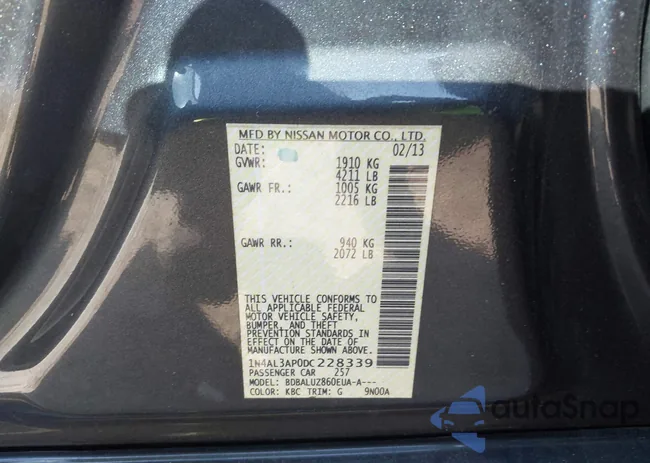 MFD BY NISSAN MOTOR CO., LTD.
DATE: 02/13
GVWR: 1910 KG
4211 LB
GAWR FR.: 1005 KG
2216 LB
GAWR RR.: 940 KG
2072 LB
THIS VEHICLE CONFORMS TO
ALL APPLICABLE FEDERAL
MOTOR VEHICLE SAFETY,
BUMPER, AND THEFT
PREVENTION STANDARDS IN
EFFECT ON THE DATE OF
MANUFACTURE SHOWN ABOVE.
1N4AL3AP0DC228339
PASSENGER CAR 257
MODEL: BDBALUZ860EUA-A---
COLOR: KBC TRIM: G 9N00A
autoSnap